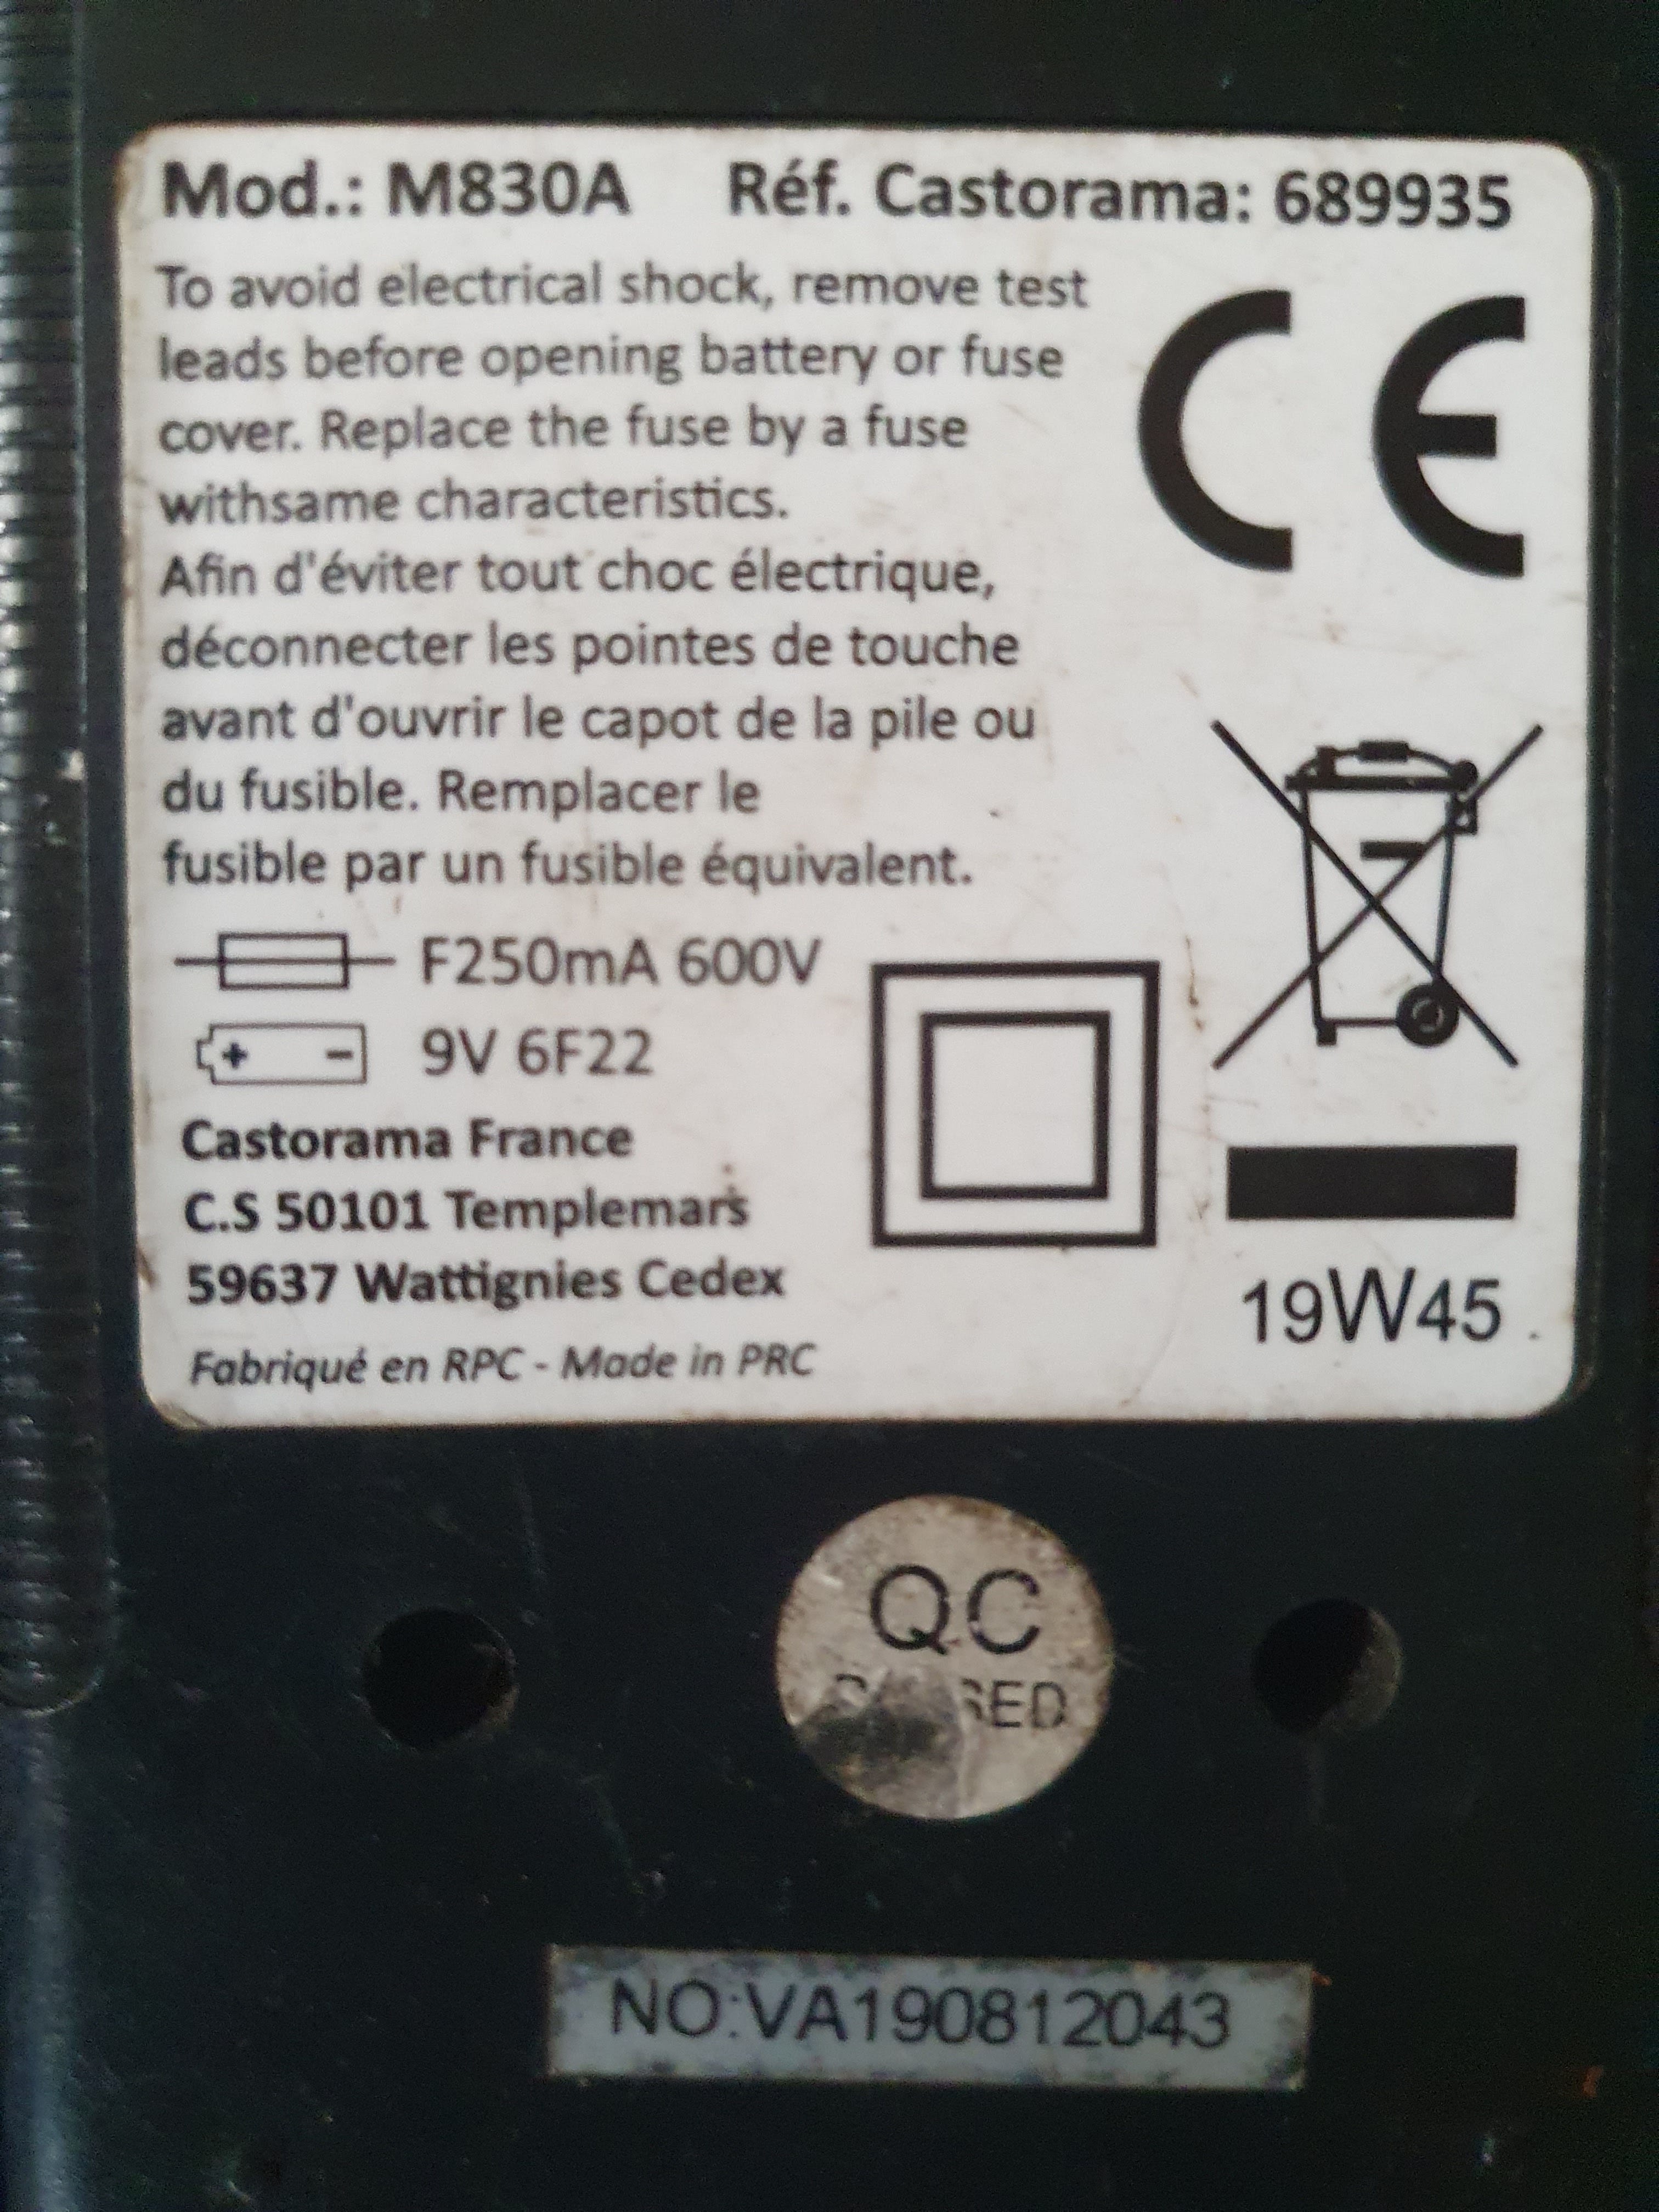 Mod.: M830A Réf. Castorama: 689935
To avoid electrical shock, remove test
leads before opening battery or fuse
cover. Replace the fuse by a fuse
withsame characteristics.
Afin d'éviter tout choc électrique,
déconnecter les pointes de touche
avant d'ouvrir le capot de la pile ou
du fusible. Remplacer le
fusible par un fusible équivalent.
F250mA 600V
+ − 9V 6F22
Castorama France
C.S 50101 Templemars
59637 Wattignies Cedex
Fabriqué en RPC - Made in PRC
CE
19W45
QC
NO:VA190812043